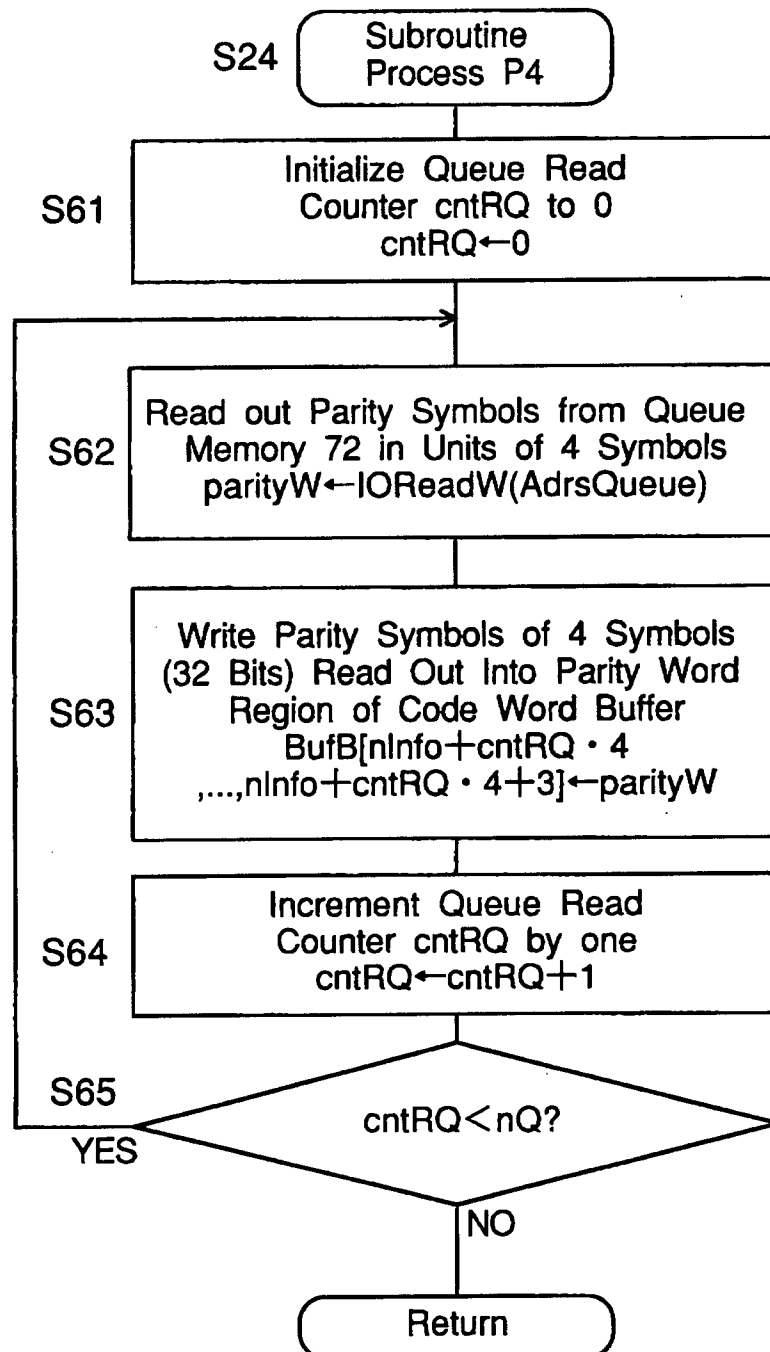 S24
Subroutine
Process P4
S61
Initialize Queue Read
Counter cntRQ to 0
cntRQ←0
S62
Read out Parity Symbols from Queue
Memory 72 in Units of 4 Symbols
parityW←IOReadW(AdrsQueue)
S63
Write Parity Symbols of 4 Symbols
(32 Bits) Read Out Into Parity Word
Region of Code Word Buffer
BufB[nInfo+cntRQ・4
,...,nInfo+cntRQ・4+3]←parityW
S64
Increment Queue Read
Counter cntRQ by one
cntRQ←cntRQ+1
S65
cntRQ<nQ?
YES
NO
Return